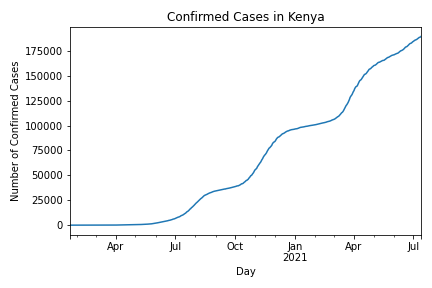 Confirmed Cases in Kenya
Number of Confirmed Cases
175000
150000
125000
100000
75000
50000
25000
0
Apr Jul Oct Jan Apr Jul
2021
Day